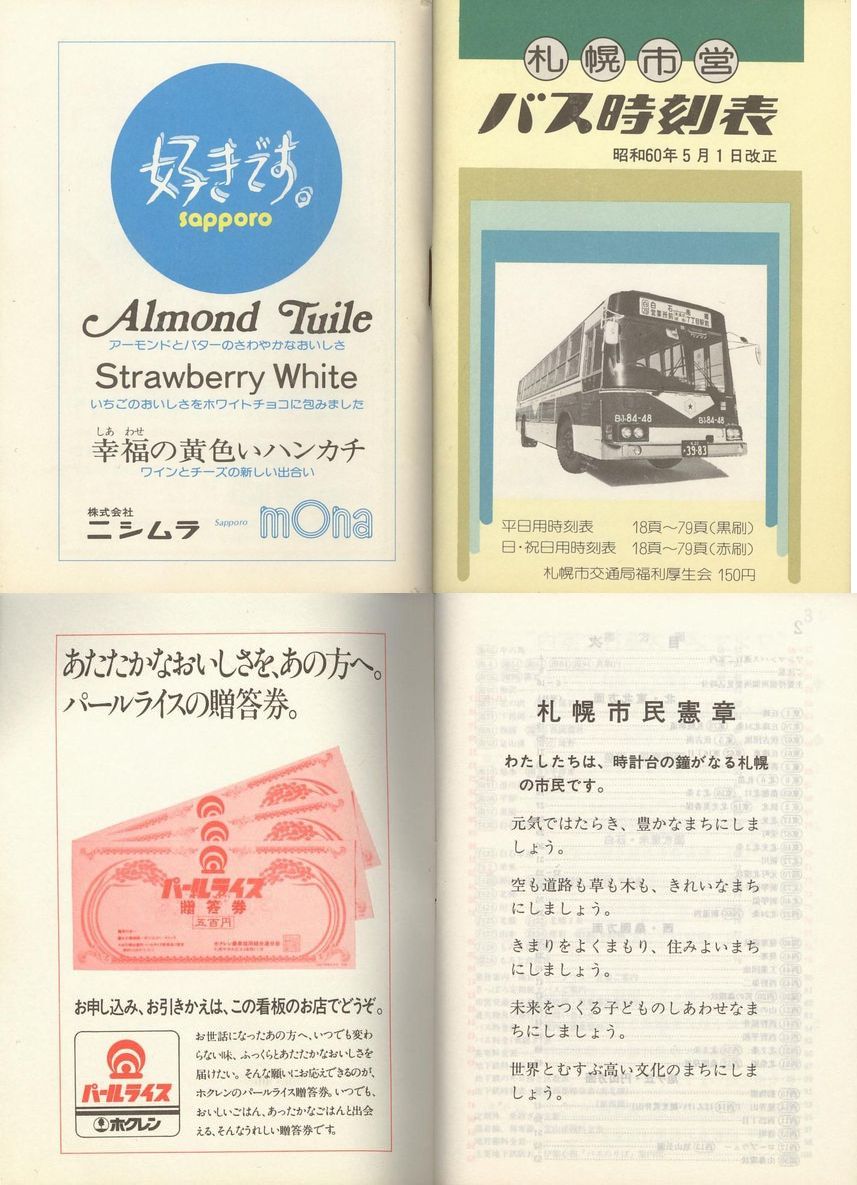 好きです。
sapporo
Almond Tuile
アーモンドとバターのさわやかなおいしさ
Strawberry White
いちごのおいしさをホワイトチョコに包みました
しあ わせ
幸福の黄色いハンカチ
ワインとチーズの新しい出合い
株式会社
ニシムラ Sapporo mona
札幌市営
バス時刻表
昭和60年5月1日改正
白石
営業所前
BJ84-48 BJ84-48
・39-83
平日用時刻表 18頁～79頁(黒刷)
日・祝日用時刻表 18頁～79頁(赤刷)
札幌市交通局福利厚生会 150円
あたたかなおいしさを、あの方へ。
パールライスの贈答券。
パールライス
贈答券
五百円
お申し込み、お引きかえは、この看板のお店でどうぞ。
パールライス
ホクレン
お世話になったあの方へ、いつでも変わ
らない味、ふっくらとあたたかなおいしさを
届けたい。そんな願いにお応えできるのが、
ホクレンのパールライス贈答券。いつでも、
おいしいごはん、あったかなごはんと出会
える、そんなうれしい贈答券です。
札幌市民憲章
わたしたちは、時計台の鐘がなる札幌
の市民です。
元気ではたらき、豊かなまちにしま
しょう。
空も道路も草も木も、きれいなまち
にしましょう。
きまりをよくまもり、住みよいまち
にしましょう。
未来をつくる子どものしあわせなま
ちにしましょう。
世界とむすぶ高い文化のまちにしま
しょう。